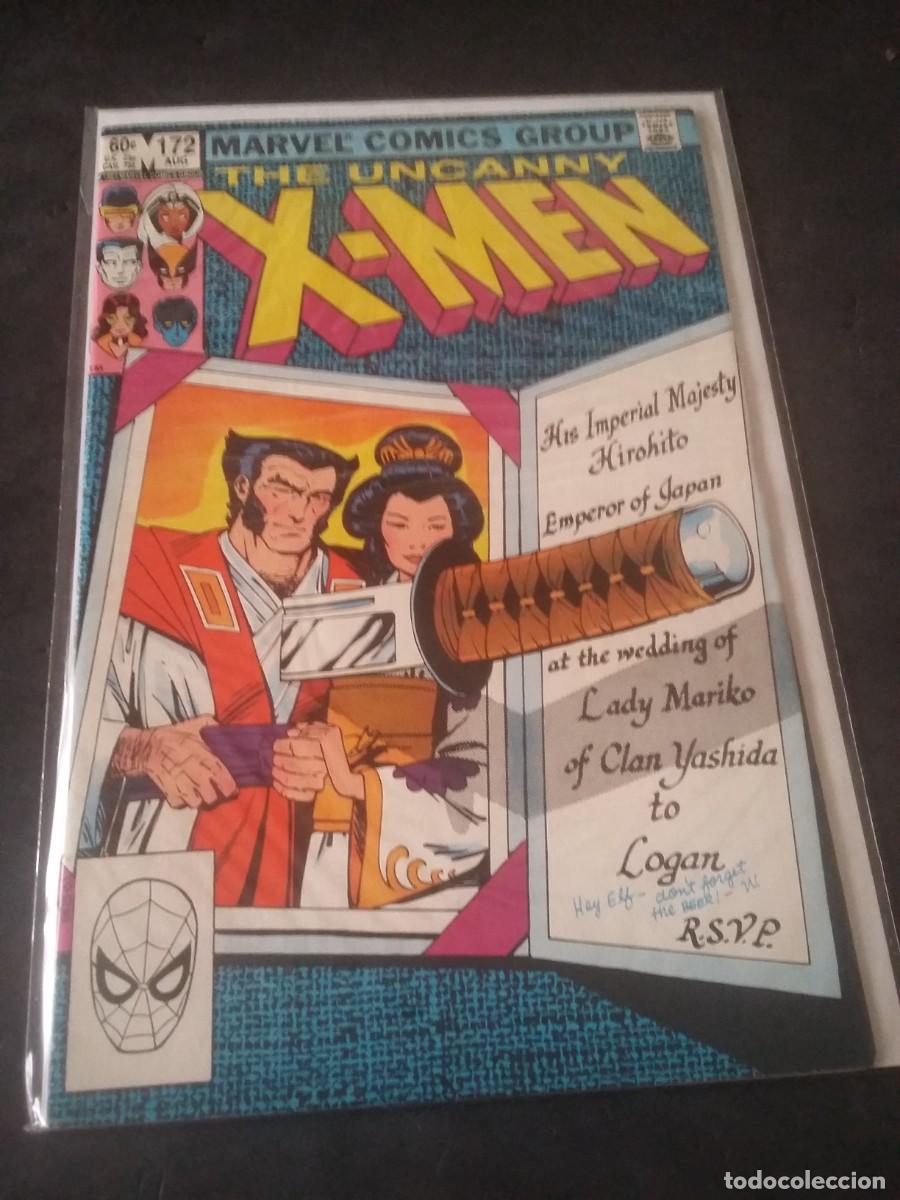 60¢
172
AUG
MARVEL COMICS GROUP
THE UNCANNY
X-MEN
His Imperial Majesty
Hirohito
Emperor of Japan
at the wedding of
Lady Mariko
of Clan Yashida
to
Logan
Hey Elf - don't forget
the BEER! - W.
R.S.V.P.
todocoleccion